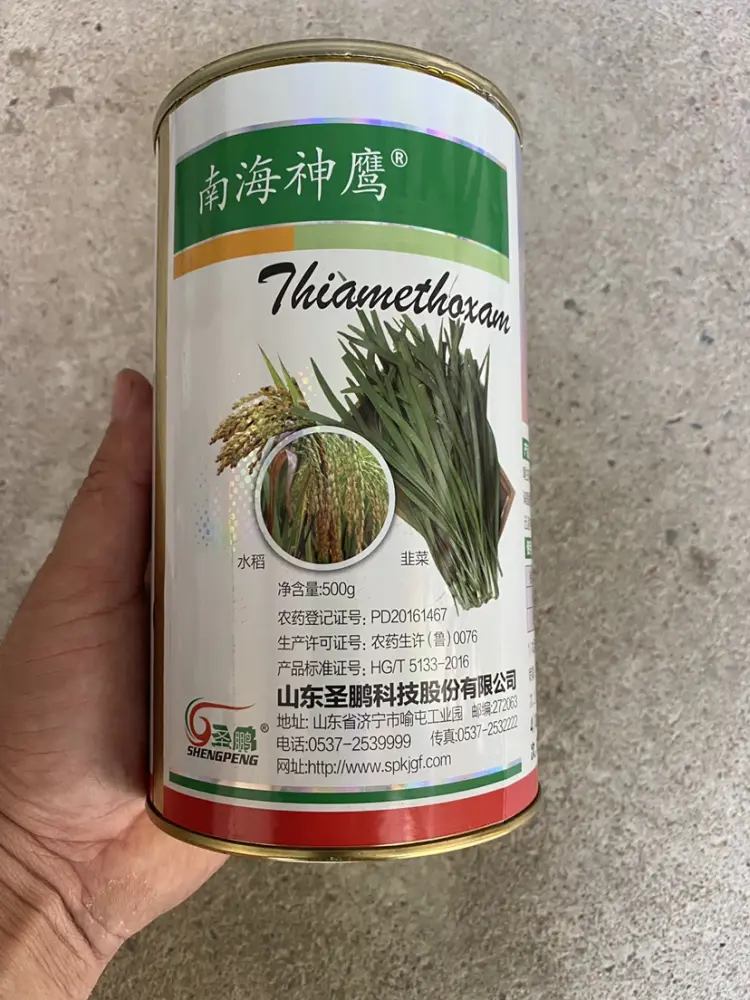 南海神鹰®
Thiamethoxam
水稻
韭菜
净含量:500g
农药登记证号: PD20161467
生产许可证号: 农药生许(鲁)0076
产品标准证号: HG/T 5133-2016
山东圣鹏科技股份有限公司
地址: 山东省济宁市喻屯工业园 邮编:272063
电话:0537-2539999 传真:0537-2532222
网址:http://www.spkjgf.com
圣鹏®
SHENGPENG